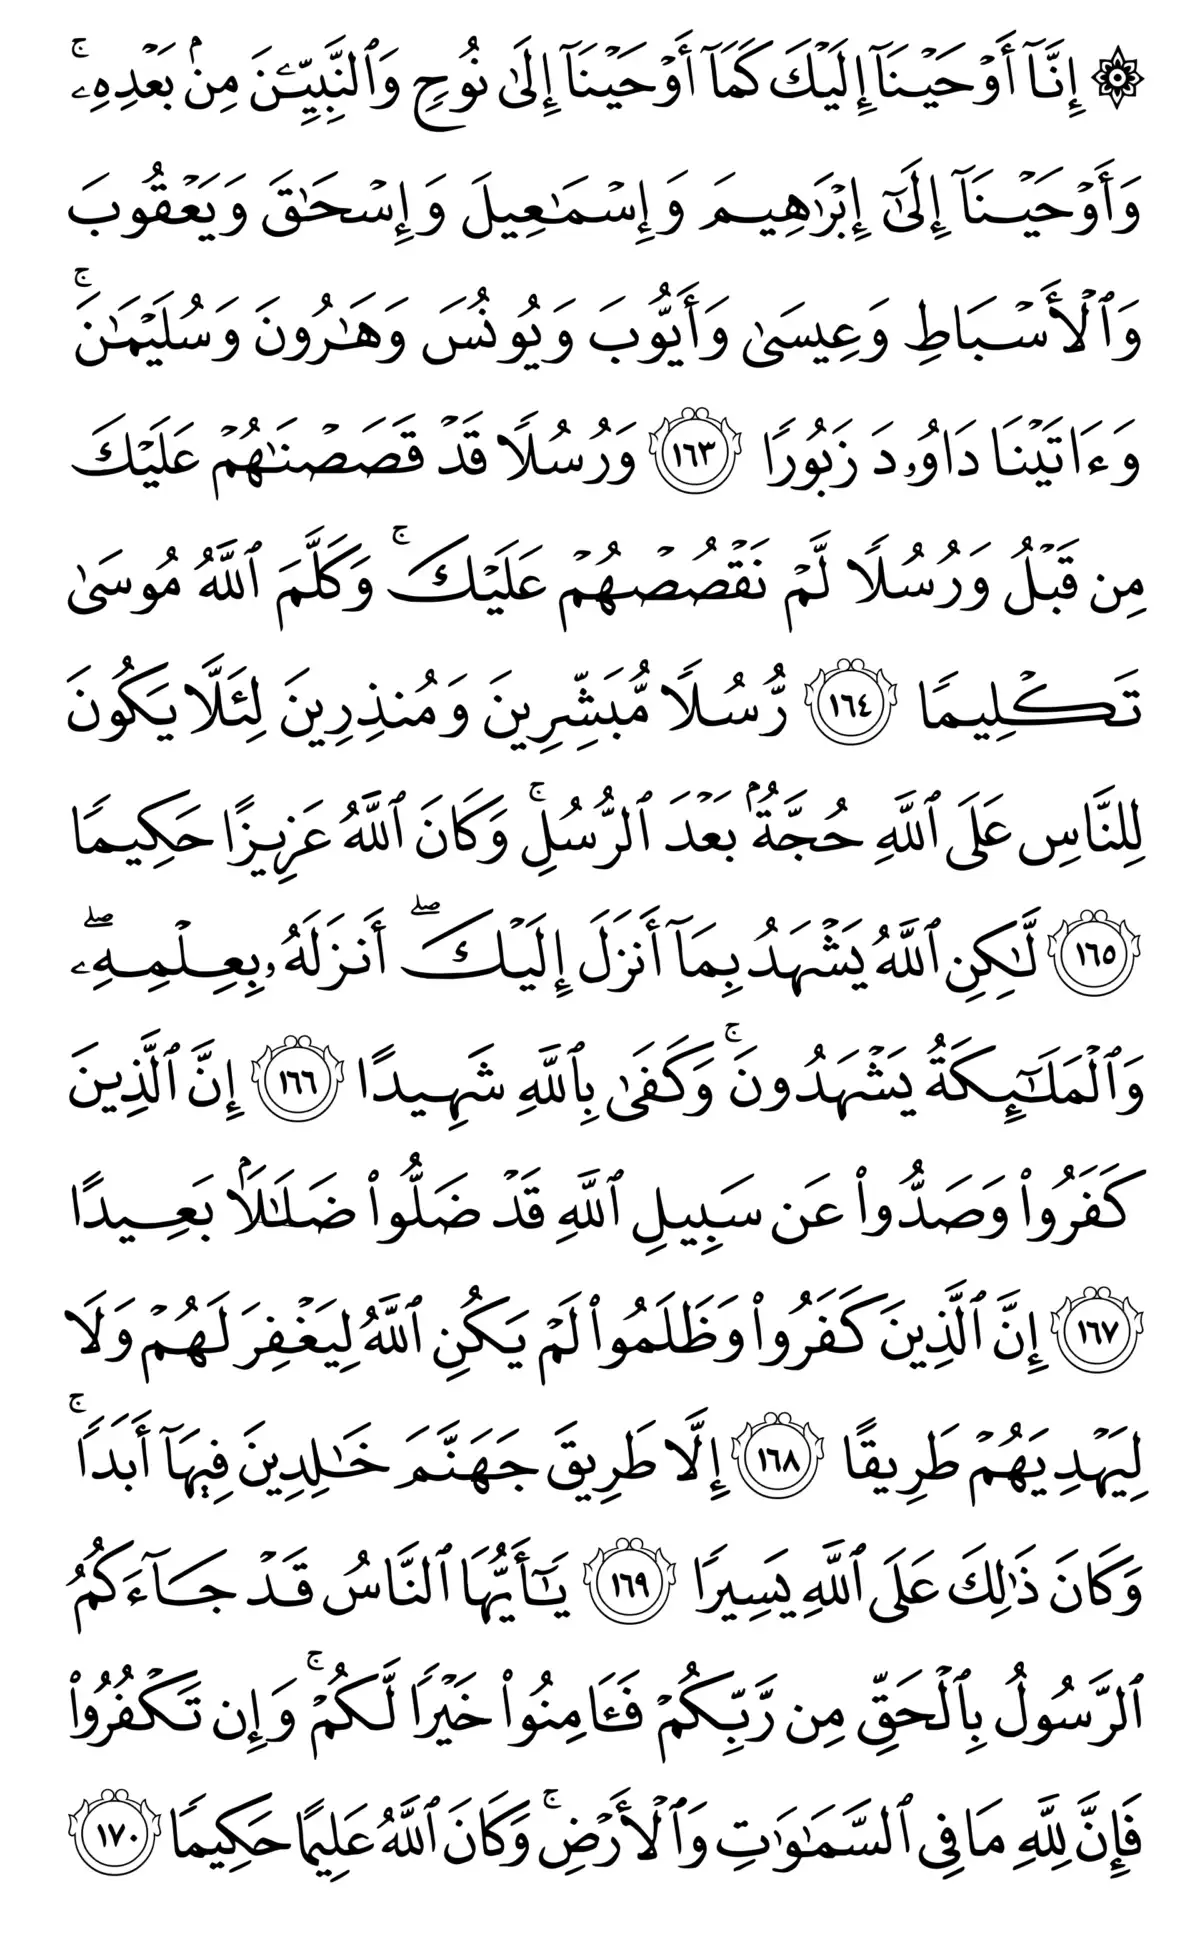 ۞ إِنَّآ أَوْحَيْنَآ إِلَيْكَ كَمَآ أَوْحَيْنَآ إِلَىٰ نُوحٍ وَٱلنَّبِيِّـۧنَ مِنۢ بَعْدِهِۦ ۚ
وَأَوْحَيْنَآ إِلَىٰٓ إِبْرَٰهِيمَ وَإِسْمَـٰعِيلَ وَإِسْحَـٰقَ وَيَعْقُوبَ
وَٱلْأَسْبَاطِ وَعِيسَىٰ وَأَيُّوبَ وَيُونُسَ وَهَـٰرُونَ وَسُلَيْمَـٰنَ ۚ
وَءَاتَيْنَا دَاوُۥدَ زَبُورًا ١٦٣ وَرُسُلًا قَدْ قَصَصْنَـٰهُمْ عَلَيْكَ
مِن قَبْلُ وَرُسُلًا لَّمْ نَقْصُصْهُمْ عَلَيْكَ ۚ وَكَلَّمَ ٱللَّهُ مُوسَىٰ
تَكْلِيمًا ١٦٤ رُّسُلًا مُّبَشِّرِينَ وَمُنذِرِينَ لِئَلَّا يَكُونَ
لِلنَّاسِ عَلَى ٱللَّهِ حُجَّةٌۢ بَعْدَ ٱلرُّسُلِ ۚ وَكَانَ ٱللَّهُ عَزِيزًا حَكِيمًا
١٦٥ لَّـٰكِنِ ٱللَّهُ يَشْهَدُ بِمَآ أَنزَلَ إِلَيْكَ ۖ أَنزَلَهُۥ بِعِلْمِهِۦ ۖ
وَٱلْمَلَـٰٓئِكَةُ يَشْهَدُونَ ۚ وَكَفَىٰ بِٱللَّهِ شَهِيدًا ١٦٦ إِنَّ ٱلَّذِينَ
كَفَرُوا۟ وَصَدُّوا۟ عَن سَبِيلِ ٱللَّهِ قَدْ ضَلُّوا۟ ضَلَـٰلًۢا بَعِيدًا
١٦٧ إِنَّ ٱلَّذِينَ كَفَرُوا۟ وَظَلَمُوا۟ لَمْ يَكُنِ ٱللَّهُ لِيَغْفِرَ لَهُمْ وَلَا
لِيَهْدِيَهُمْ طَرِيقًا ١٦٨ إِلَّا طَرِيقَ جَهَنَّمَ خَـٰلِدِينَ فِيهَآ أَبَدًا ۚ
وَكَانَ ذَٰلِكَ عَلَى ٱللَّهِ يَسِيرًا ١٦٩ يَـٰٓأَيُّهَا ٱلنَّاسُ قَدْ جَآءَكُمُ
ٱلرَّسُولُ بِٱلْحَقِّ مِن رَّبِّكُمْ فَـَٔامِنُوا۟ خَيْرًا لَّكُمْ ۚ وَإِن تَكْفُرُوا۟
فَإِنَّ لِلَّهِ مَا فِى ٱلسَّمَـٰوَٰتِ وَٱلْأَرْضِ ۚ وَكَانَ ٱللَّهُ عَلِيمًا حَكِيمًا ١٧٠